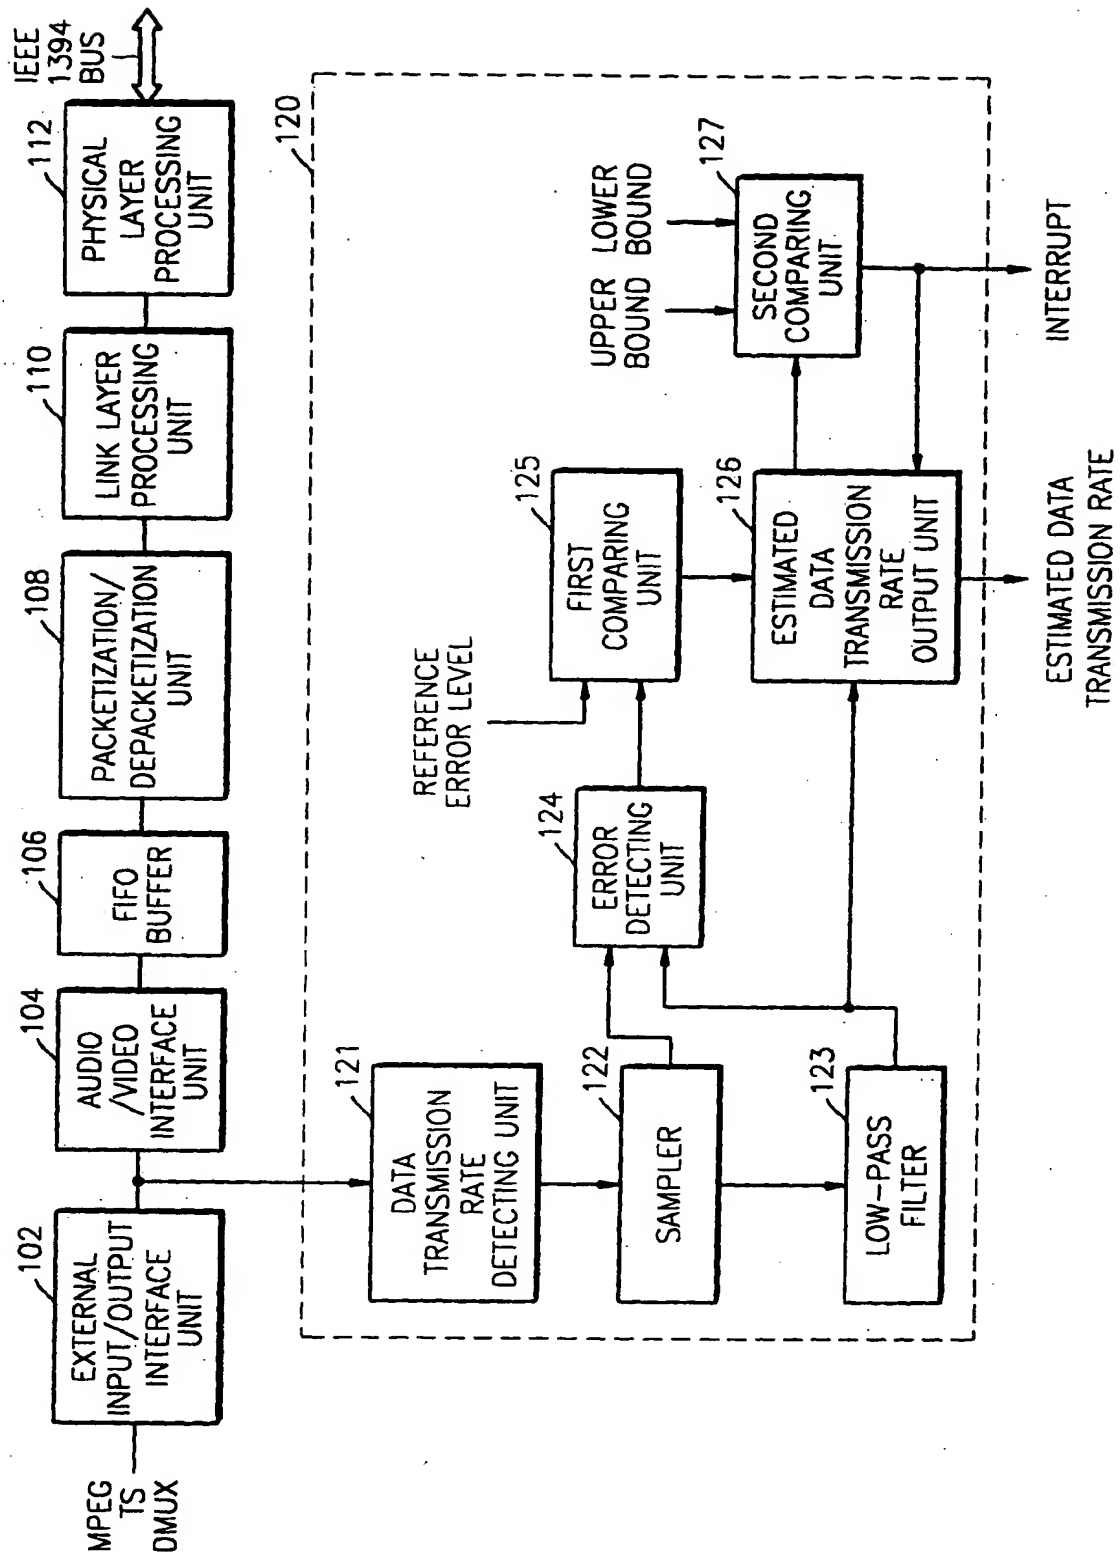 MPEG
TS
DMUX
102
EXTERNAL
INPUT/OUTPUT
INTERFACE
UNIT
104
AUDIO
/VIDEO
INTERFACE
UNIT
106
FIFO
BUFFER
108
PACKETIZATION/
DEPACKETIZATION
UNIT
110
LINK LAYER
PROCESSING
UNIT
112
PHYSICAL
LAYER
PROCESSING
UNIT
IEEE
1394
BUS
120
121
DATA
TRANSMISSION
RATE
DETECTING UNIT
122
SAMPLER
123
LOW-PASS
FILTER
124
ERROR
DETECTING
UNIT
REFERENCE
ERROR LEVEL
125
FIRST
COMPARING
UNIT
126
ESTIMATED
DATA
TRANSMISSION
RATE
OUTPUT UNIT
UPPER
BOUND
LOWER
BOUND
127
SECOND
COMPARING
UNIT
ESTIMATED DATA
TRANSMISSION RATE
INTERRUPT